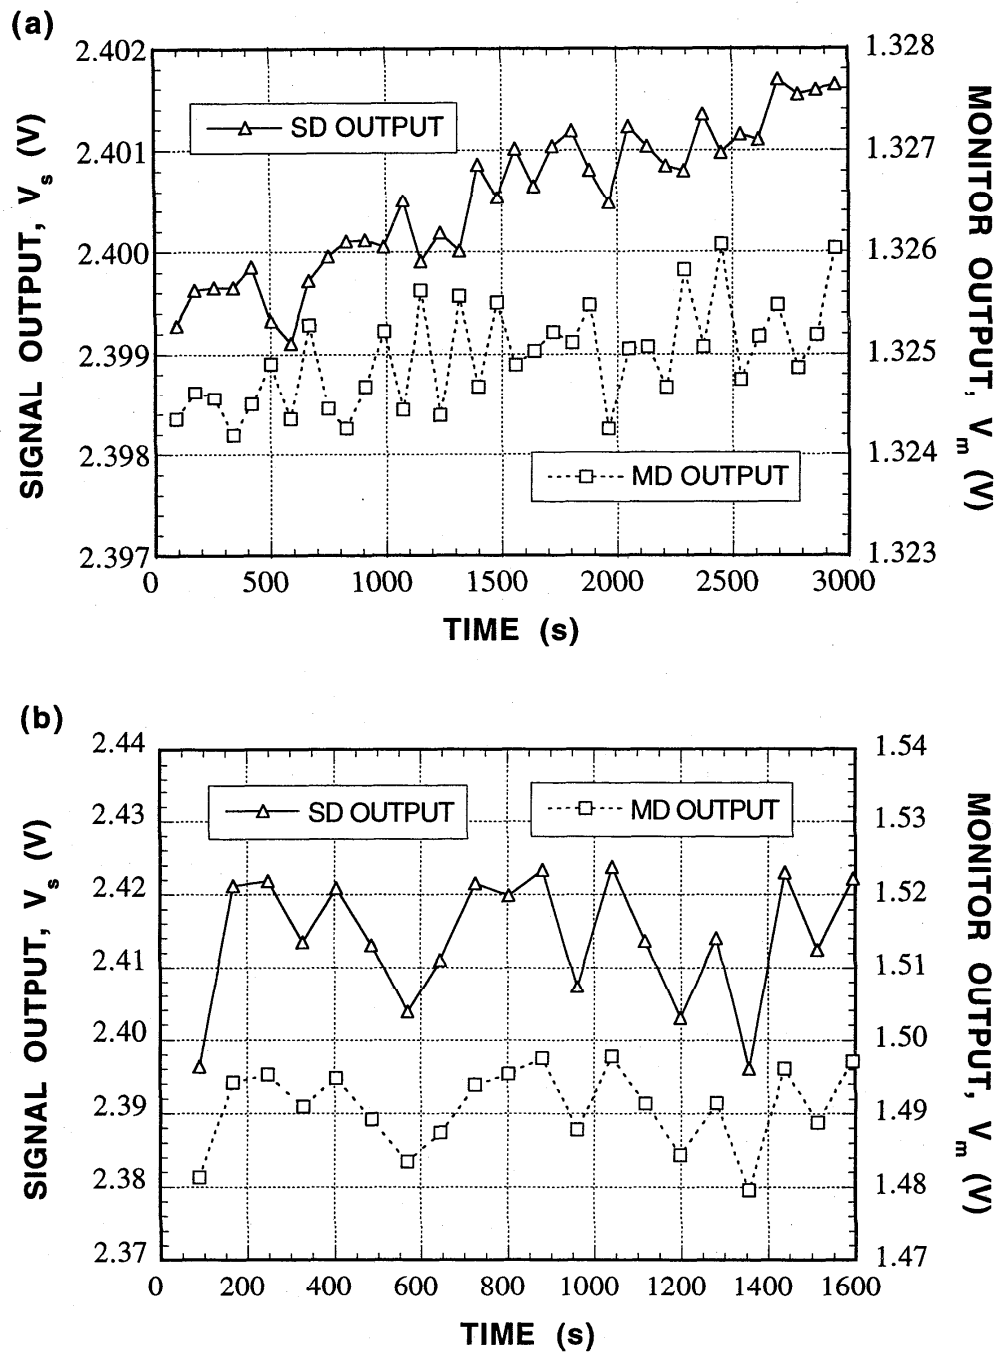 (a)
2.402
2.401
2.400
2.399
2.398
2.397
SIGNAL OUTPUT, Vs (V)
SD OUTPUT
MD OUTPUT
1.328
1.327
1.326
1.325
1.324
1.323
MONITOR OUTPUT, Vm (V)
0 500 1000 1500 2000 2500 3000
TIME (s)
(b)
2.44
2.43
2.42
2.41
2.40
2.39
2.38
2.37
SIGNAL OUTPUT, Vs (V)
SD OUTPUT
MD OUTPUT
1.54
1.53
1.52
1.51
1.50
1.49
1.48
1.47
MONITOR OUTPUT, Vm (V)
0 200 400 600 800 1000 1200 1400 1600
TIME (s)